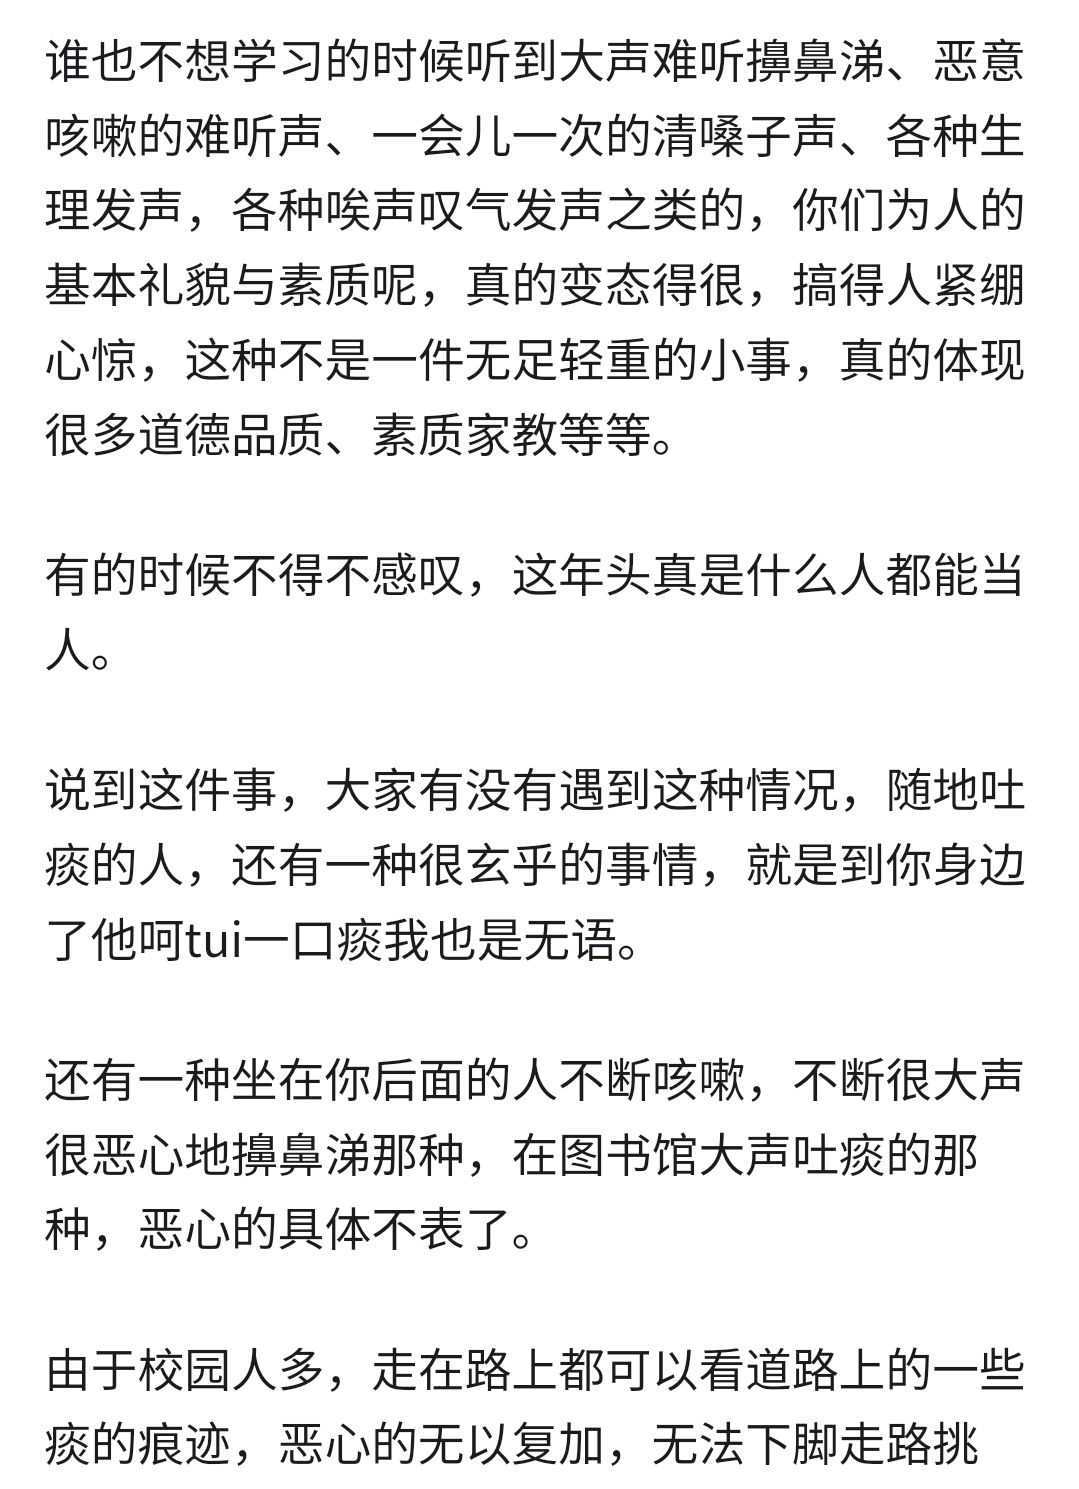 谁也不想学习的时候听到大声难听擤鼻涕、恶意
咳嗽的难听声、一会儿一次的清嗓子声、各种生
理发声，各种唉声叹气发声之类的，你们为人的
基本礼貌与素质呢，真的变态得很，搞得人紧绷
心惊，这种不是一件无足轻重的小事，真的体现
很多道德品质、素质家教等等。
有的时候不得不感叹，这年头真是什么人都能当
人。
说到这件事，大家有没有遇到这种情况，随地吐
痰的人，还有一种很玄乎的事情，就是到你身边
了他呵tui一口痰我也是无语。
还有一种坐在你后面的人不断咳嗽，不断很大声
很恶心地擤鼻涕那种，在图书馆大声吐痰的那
种，恶心的具体不表了。
由于校园人多，走在路上都可以看道路上的一些
痰的痕迹，恶心的无以复加，无法下脚走路挑